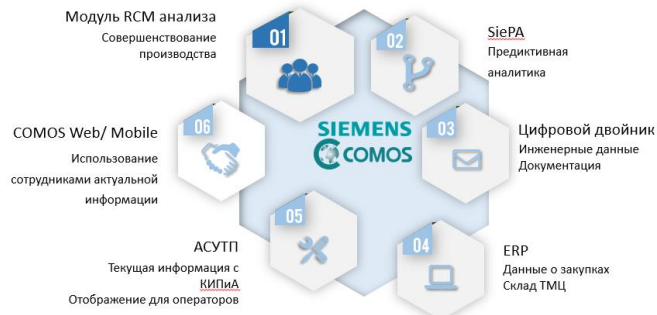 Модуль RCM анализа
Совершенствование
производства
01
02
SiePA
Предиктивная
аналитика
COMOS Web/ Mobile
Использование
сотрудниками актуальной
информации
06
SIEMENS
COMOS
03
Цифровой двойник
Инженерные данные
Документация
АСУТП
Текущая информация с
КИПиА
Отображение для операторов
05
04
ERP
Данные о закупках
Склад ТМЦ